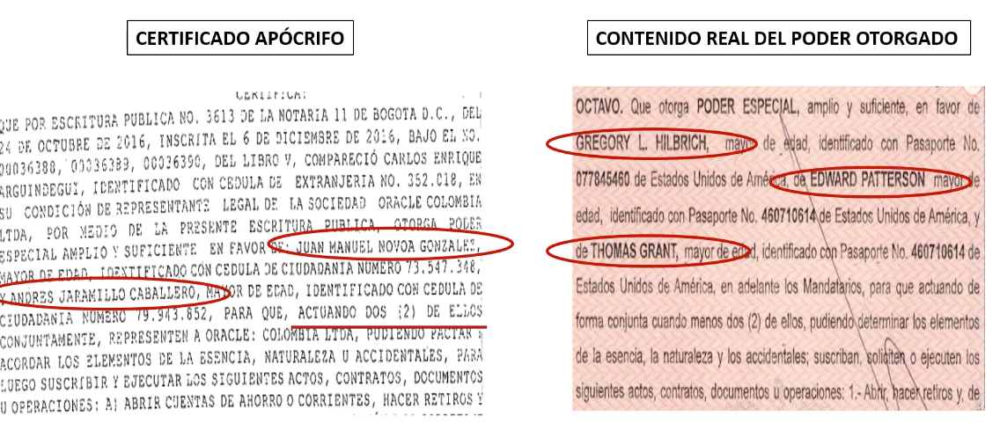 CERTIFICADO APÓCRIFO
CERTIFICA:
QUE POR ESCRITURA PUBLICA NO. 3613 DE LA NOTARIA 11 DE BOGOTA D.C., DEL
24 DE OCTUBRE DE 2016, INSCRITA EL 6 DE DICIEMBRE DE 2016, BAJO EL NO.
00036388, 00036389, 00036390, DEL LIBRO V, COMPARECIÓ CARLOS ENRIQUE
ARGUINDEGUI, IDENTIFICADO CON CEDULA DE EXTRANJERIA NO. 352.018, EN
SU CONDICIÓN DE REPRESENTANTE LEGAL DE LA SOCIEDAD ORACLE COLOMBIA
LTDA, POR MEDIO DE LA PRESENTE ESCRITURA PUBLICA, OTORGA PODER
ESPECIAL AMPLIO Y SUFICIENTE EN FAVOR DE: JUAN MANUEL NOVOA GONZALEZ,
MAYOR DE EDAD, IDENTIFICADO CON CEDULA DE CIUDADANIA NUMERO 73.547.348,
Y ANDRES JARAMILLO CABALLERO, MAYOR DE EDAD, IDENTIFICADO CON CEDULA DE
CIUDADANIA NUMERO 79.943.852, PARA QUE, ACTUANDO DOS (2) DE ELLOS
CONJUNTAMENTE, REPRESENTEN A ORACLE: COLOMBIA LTDA, PUDIENDO PACTAR Y
ACORDAR LOS ELEMENTOS DE LA ESENCIA, NATURALEZA U ACCIDENTALES, PARA
LUEGO SUSCRIBIR Y EJECUTAR LOS SIGUIENTES ACTOS, CONTRATOS, DOCUMENTOS
U OPERACIONES: A) ABRIR CUENTAS DE AHORRO O CORRIENTES, HACER RETIROS Y
CONTENIDO REAL DEL PODER OTORGADO
OCTAVO. Que otorga PODER ESPECIAL, amplio y suficiente, en favor de
GREGORY L. HILBRICH, mayor de edad, identificado con Pasaporte No.
077845460 de Estados Unidos de América, de EDWARD PATTERSON mayor de
edad, identificado con Pasaporte No. 460710614 de Estados Unidos de América, y
de THOMAS GRANT, mayor de edad, identificado con Pasaporte No. 460710614 de
Estados Unidos de América, en adelante los Mandatarios, para que actuando de
forma conjunta cuando menos dos (2) de ellos, pudiendo determinar los elementos
de la esencia, la naturaleza y los accidentales; suscriban, soliciten o ejecuten los
siguientes actos, contratos, documentos u operaciones: 1.- Abrir, hacer retiros y, de